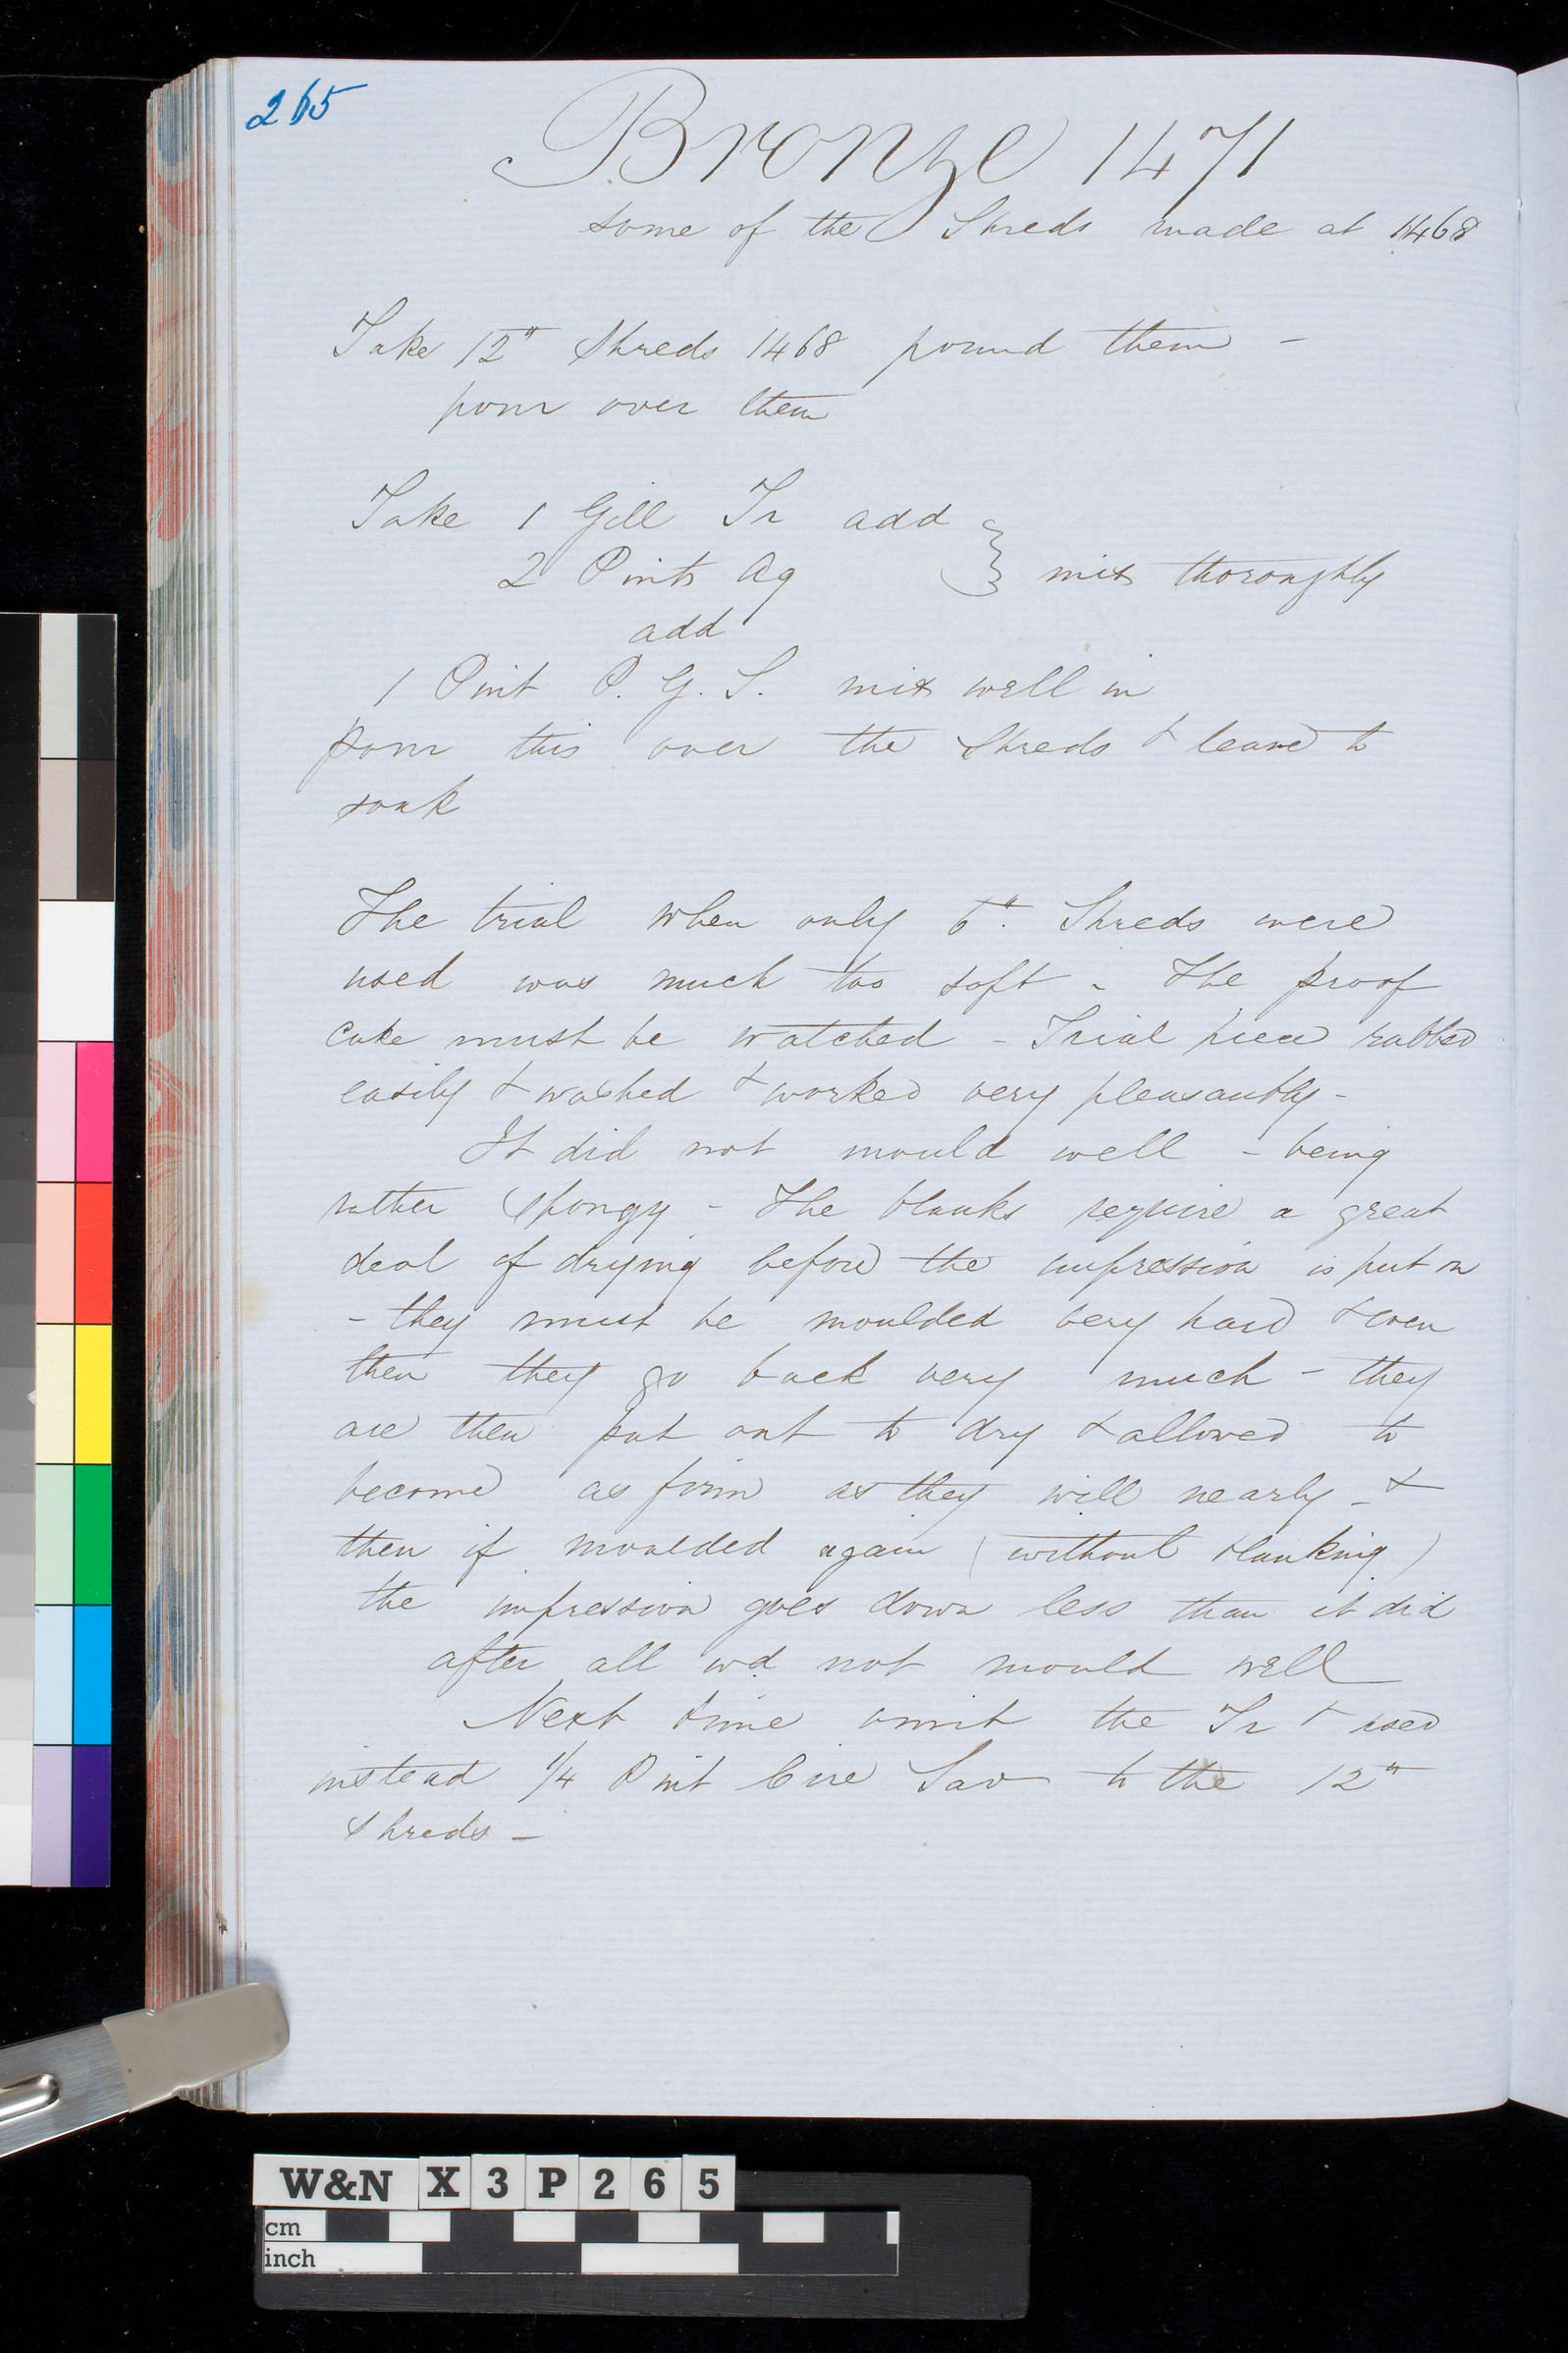 265
Bronze 1471
some of the Shreds made at 1468
Take 12" Shreds 1468 pound them -
pour over them
Take 1 Gill Tr add
2 Pints Aq } mix thoroughly
add
1 Pint P. G. S. mix well in
pour this over the Shreds & leave to
soak
The trial when only 6". Shreds were
used was much too soft - The proof
cake must be watched - Trial piece rubbed
easily & washed & worked very pleasantly -
It did not mould well - being
rather spongy - The blanks require a great
deal of drying before the impression is put on
- they must be moulded very hard & even
then they go back very much - they
are then put out to dry & allowed to
become as firm as they will nearly - &
then if moulded again (without blanking)
the impression goes down less than it did
after all wd not mould well
Next time omit the Tr & use
instead 1/4 Pint Cire Sav to the 12"
shreds -
W&N X3P265
cm
inch